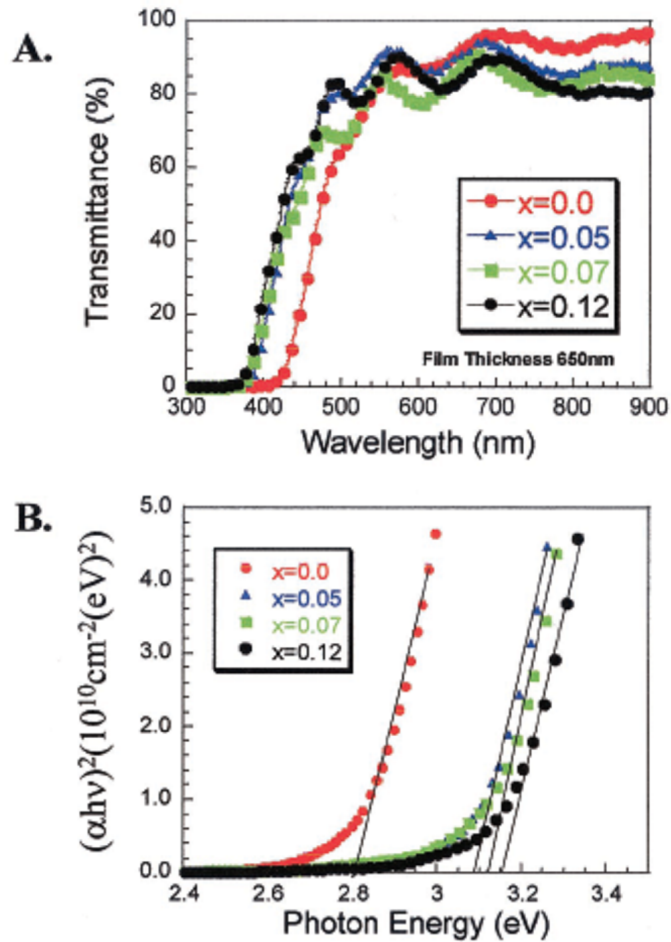 A.
Transmittance (%)
100
80
60
40
20
0
x=0.0
x=0.05
x=0.07
x=0.12
Film Thickness 650nm
300 400 500 600 700 800 900
Wavelength (nm)
B.
(αhν)²(10¹⁰cm⁻²(eV)²)
5.0
4.0
3.0
2.0
1.0
0.0
x=0.0
x=0.05
x=0.07
x=0.12
2.4 2.6 2.8 3 3.2 3.4
Photon Energy (eV)